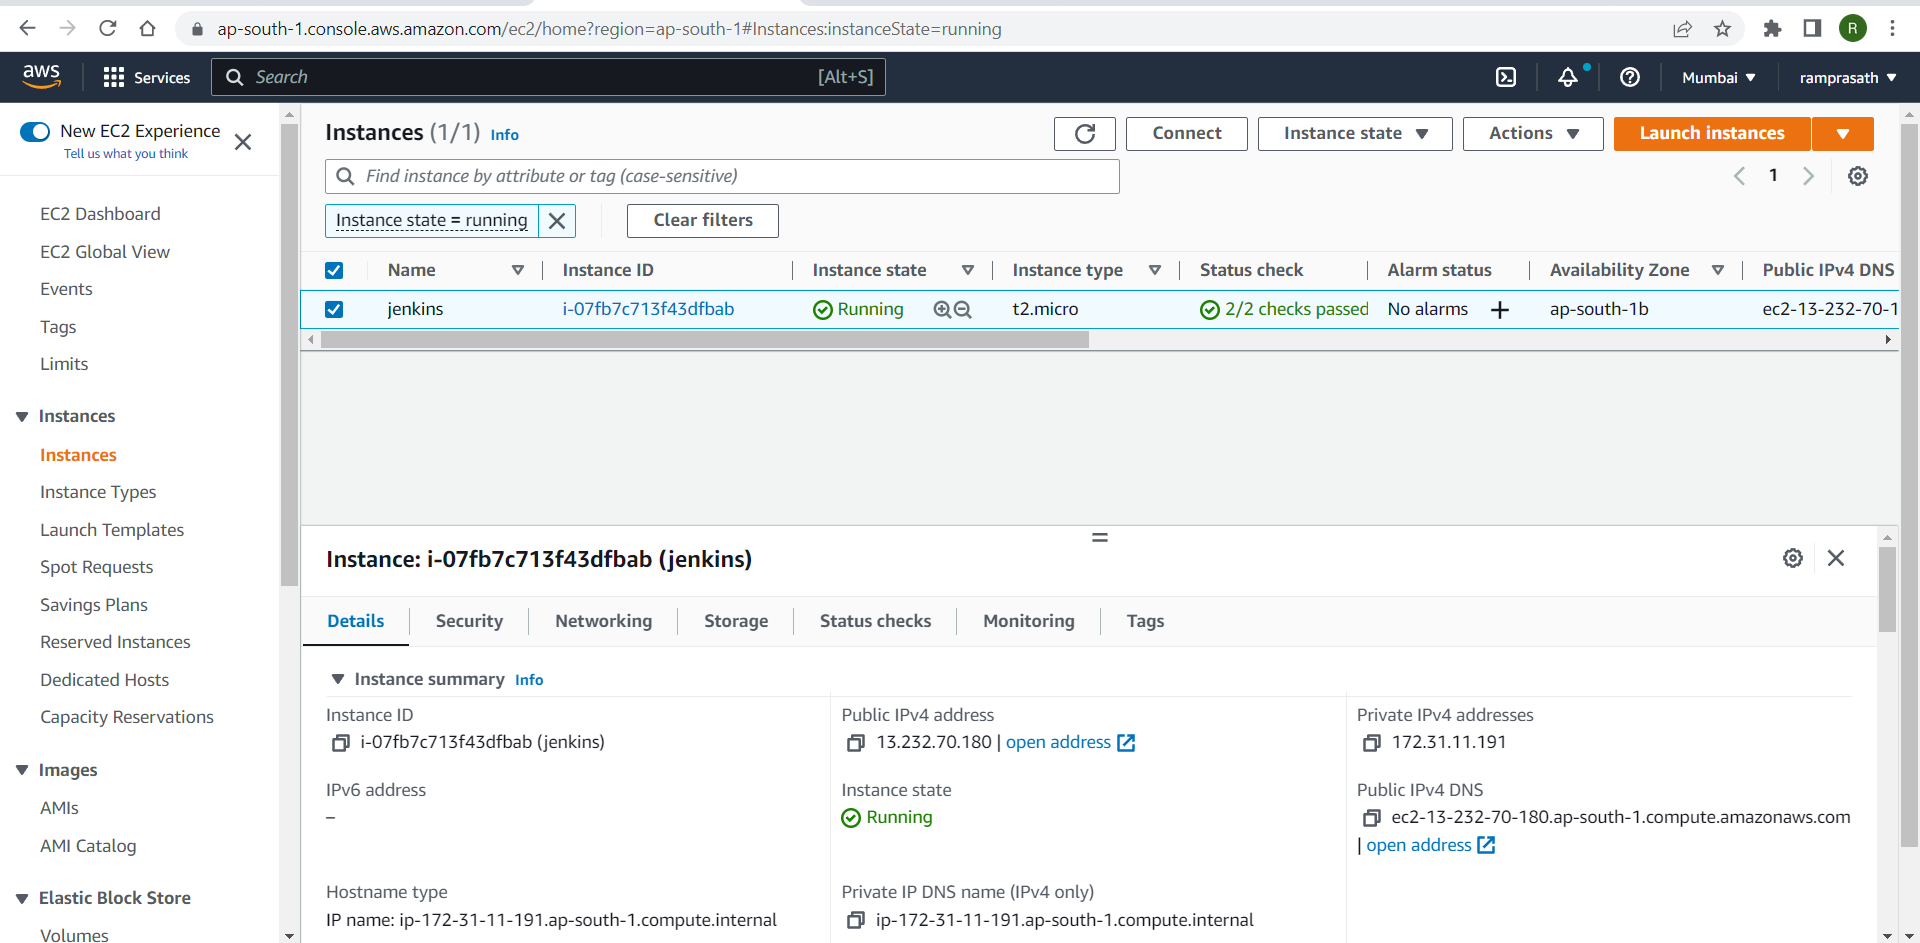 ap-south-1.console.aws.amazon.com/ec2/home?region=ap-south-1#Instances:instanceState=running
R
aws
Services
Search
[Alt+S]
Mumbai
ramprasath
New EC2 Experience
Tell us what you think
EC2 Dashboard
EC2 Global View
Events
Tags
Limits
Instances
Instances
Instance Types
Launch Templates
Spot Requests
Savings Plans
Reserved Instances
Dedicated Hosts
Capacity Reservations
Images
AMIs
AMI Catalog
Elastic Block Store
Volumes
Instances (1/1) Info
Connect
Instance state
Actions
Launch instances
Find instance by attribute or tag (case-sensitive)
1
Instance state = running
Clear filters
Name Instance ID Instance state Instance type Status check Alarm status Availability Zone Public IPv4 DNS
jenkins i-07fb7c713f43dfbab Running t2.micro 2/2 checks passed No alarms + ap-south-1b ec2-13-232-70-1
Instance: i-07fb7c713f43dfbab (jenkins)
Details Security Networking Storage Status checks Monitoring Tags
Instance summary Info
Instance ID
i-07fb7c713f43dfbab (jenkins)
Public IPv4 address
13.232.70.180 | open address
Private IPv4 addresses
172.31.11.191
IPv6 address
–
Instance state
Running
Public IPv4 DNS
ec2-13-232-70-180.ap-south-1.compute.amazonaws.com
| open address
Hostname type
IP name: ip-172-31-11-191.ap-south-1.compute.internal
Private IP DNS name (IPv4 only)
ip-172-31-11-191.ap-south-1.compute.internal